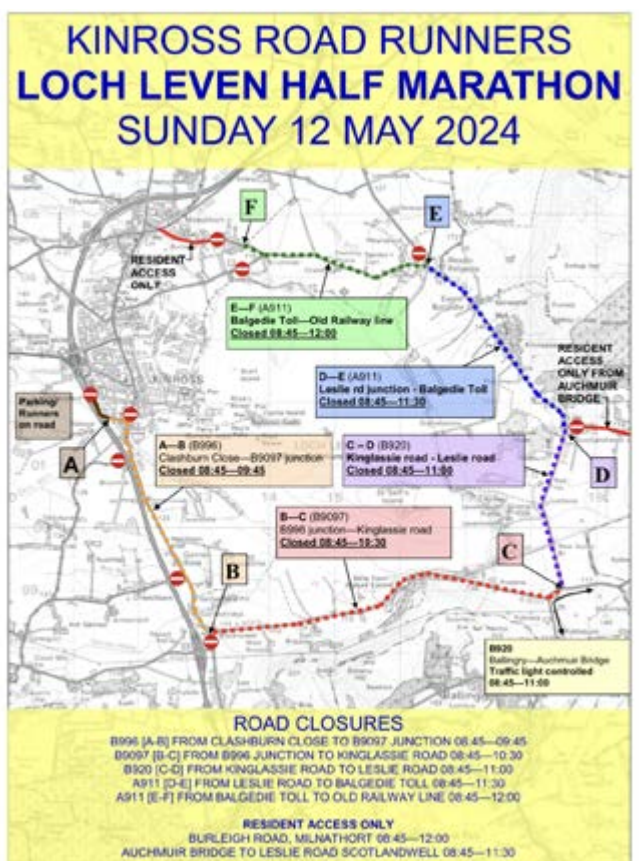 KINROSS ROAD RUNNERS
LOCH LEVEN HALF MARATHON
SUNDAY 12 MAY 2024
F
E
RESIDENT
ACCESS
ONLY
E—F (A911)
Balgedie Toll—Old Railway line
Closed 08:45—12:00
D—E (A911)
Leslie rd junction - Balgedie Toll
Closed 08:45—11:30
RESIDENT
ACCESS
ONLY FROM
AUCHMUIR
BRIDGE
KINROSS
Parking/
Runners
on road
A
A—B (B996)
Clashburn Close—B9097 junction
Closed 08:45—09:45
C – D (B920)
Kinglassie road - Leslie road
Closed 08:45—11:00
D
B—C (B9097)
B996 junction—Kinglassie road
Closed 08:45—10:30
C
B
B920
Ballingry—Auchmuir Bridge
Traffic light controlled
08:45—11:00
ROAD CLOSURES
B996 [A-B] FROM CLASHBURN CLOSE TO B9097 JUNCTION 08:45—09:45
B9097 [B-C] FROM B996 JUNCTION TO KINGLASSIE ROAD 08:45—10:30
B920 [C-D] FROM KINGLASSIE ROAD TO LESLIE ROAD 08:45—11:00
A911 [D-E] FROM LESLIE ROAD TO BALGEDIE TOLL 08:45—11:30
A911 [E-F] FROM BALGEDIE TOLL TO OLD RAILWAY LINE 08:45—12:00
RESIDENT ACCESS ONLY
BURLEIGH ROAD, MILNATHORT 08:45—12:00
AUCHMUIR BRIDGE TO LESLIE ROAD SCOTLANDWELL 08:45—11:30